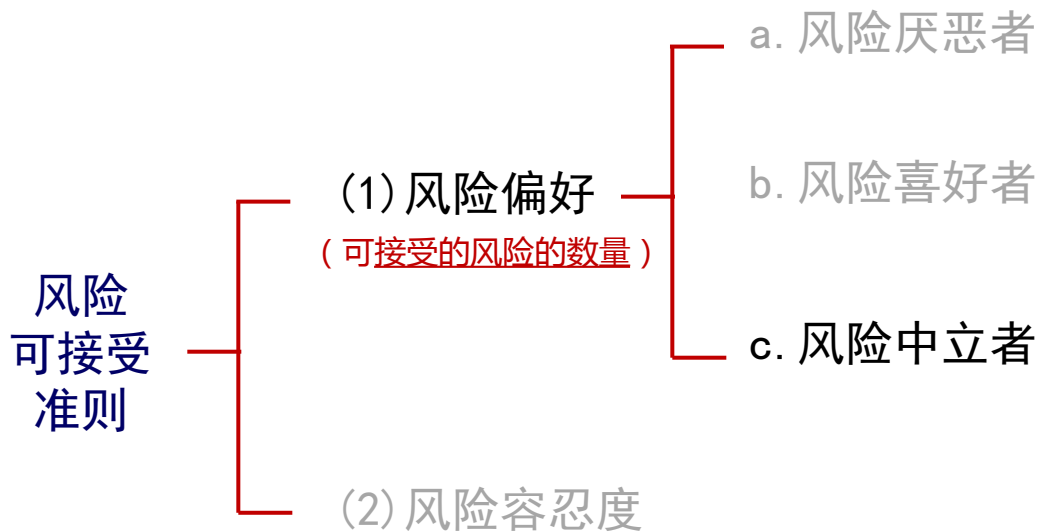 风险
可接受
准则
(1)风险偏好
（可接受的风险的数量）
a.风险厌恶者
b.风险喜好者
c.风险中立者
(2)风险容忍度